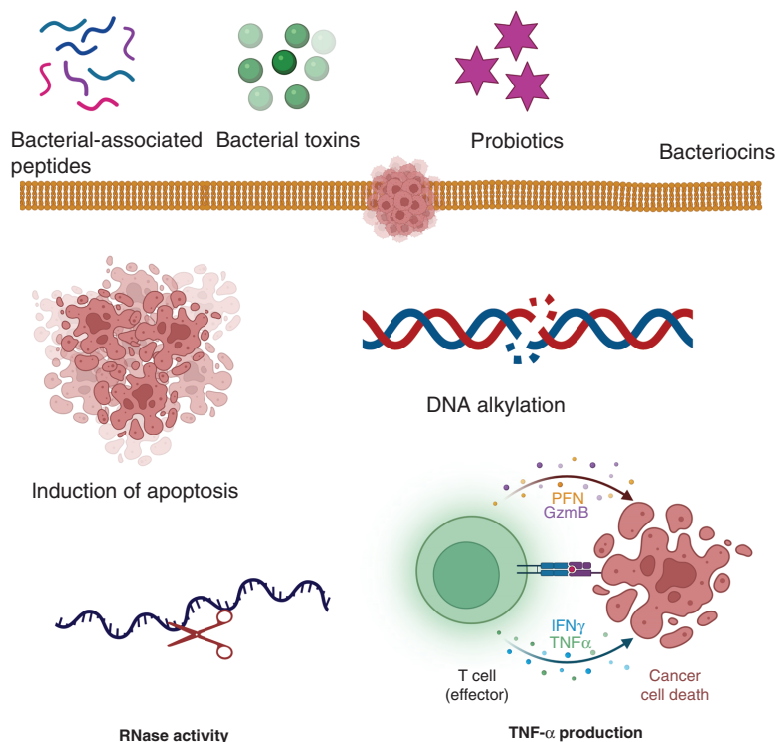 Bacterial-associated
peptides
Bacterial toxins
Probiotics
Bacteriocins
Induction of apoptosis
DNA alkylation
PFN
GzmB
IFNγ
TNFα
T cell
(effector)
Cancer
cell death
RNase activity
TNF-α production